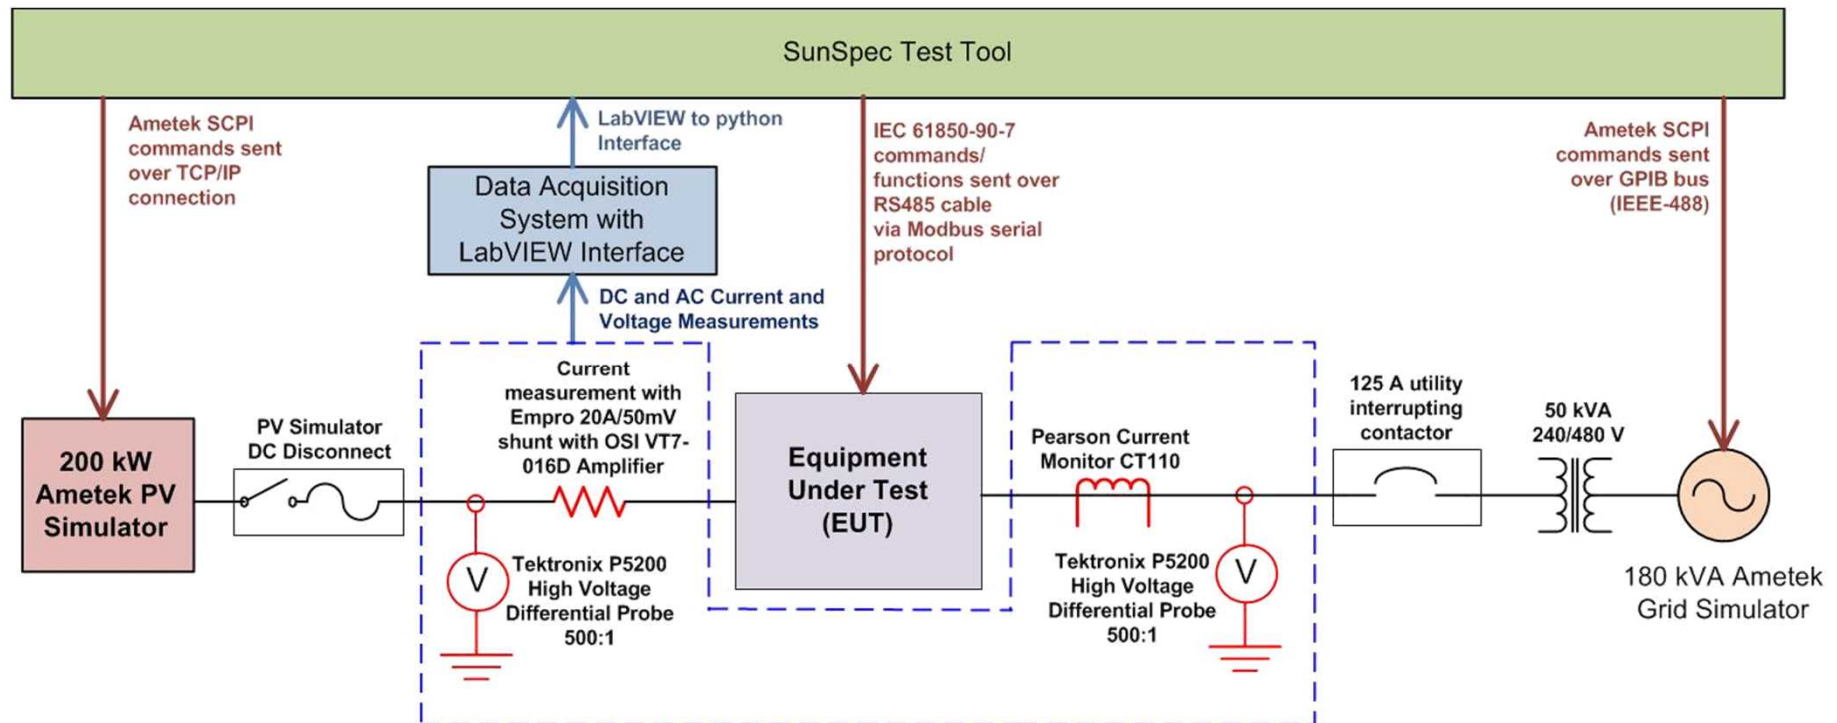 SunSpec Test Tool
Ametek SCPI
commands sent
over TCP/IP
connection
LabVIEW to python
Interface
Data Acquisition
System with
LabVIEW Interface
DC and AC Current and
Voltage Measurements
IEC 61850-90-7
commands/
functions sent over
RS485 cable
via Modbus serial
protocol
Ametek SCPI
commands sent
over GPIB bus
(IEEE-488)
200 kW
Ametek PV
Simulator
PV Simulator
DC Disconnect
Current
measurement with
Empro 20A/50mV
shunt with OSI VT7-
016D Amplifier
V
Tektronix P5200
High Voltage
Differential Probe
500:1
Equipment
Under Test
(EUT)
Pearson Current
Monitor CT110
Tektronix P5200
High Voltage
Differential Probe
500:1
V
125 A utility
interrupting
contactor
50 kVA
240/480 V
180 kVA Ametek
Grid Simulator